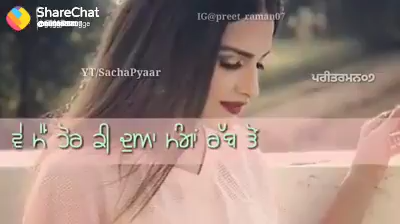 ShareChat
IG@preet_raman07
YT/SachaPyaar
ਪਰੀਤਰਮਨ੦੭
ਵੇ ਮੈਂ ਹੋਰ ਕੀ ਦੁਆ ਮੰਗਾਂ ਰੱਬ ਤੋਂ